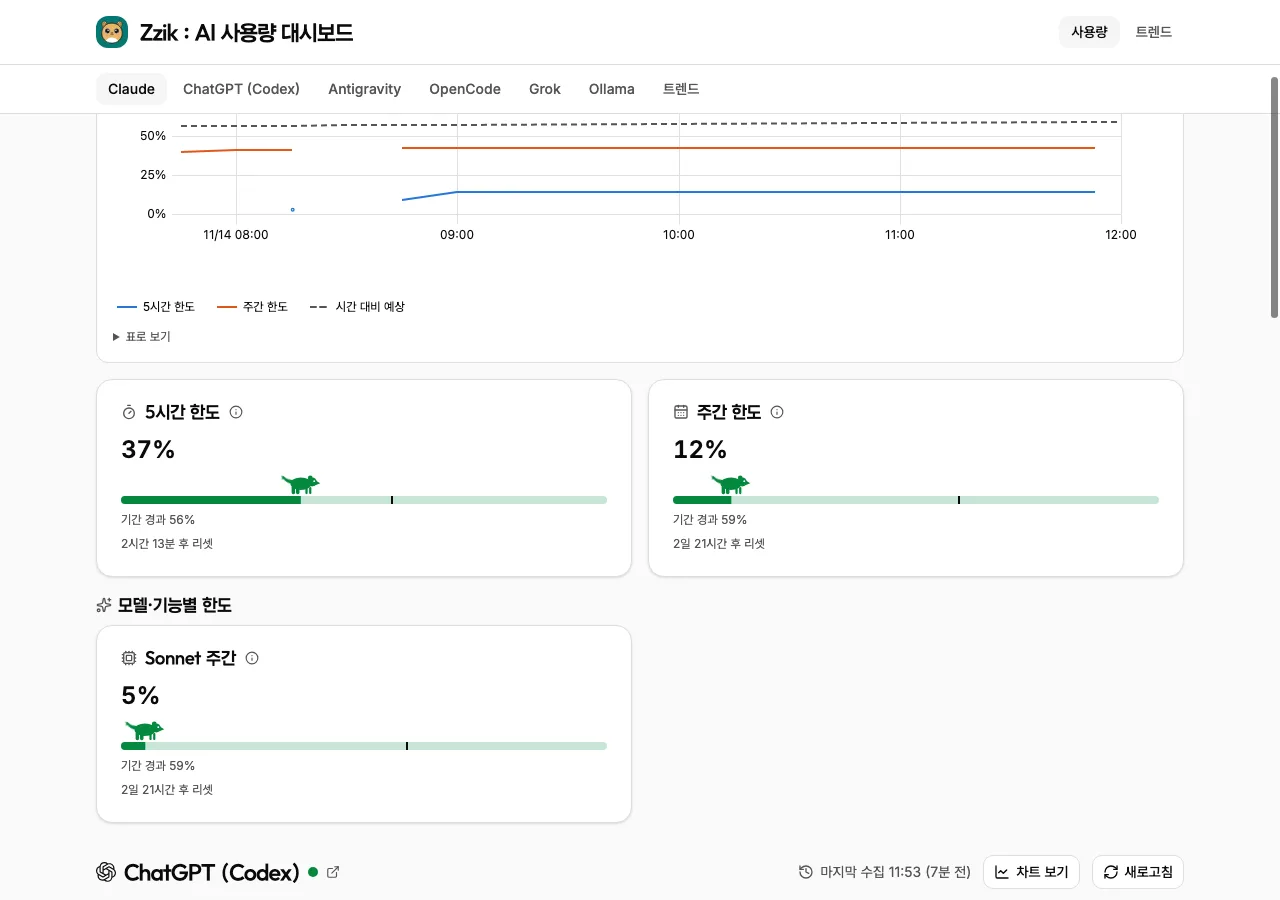 Zzik : AI 사용량 대시보드
사용량 트렌드
Claude ChatGPT (Codex) Antigravity OpenCode Grok Ollama 트렌드
50%
25%
0%
11/14 08:00 09:00 10:00 11:00 12:00
5시간 한도 주간 한도 시간 대비 예상
표로 보기
5시간 한도
37%
기간 경과 56%
2시간 13분 후 리셋
주간 한도
12%
기간 경과 59%
2일 21시간 후 리셋
모델·기능별 한도
Sonnet 주간
5%
기간 경과 59%
2일 21시간 후 리셋
ChatGPT (Codex)
마지막 수집 11:53 (7분 전) 차트 보기 새로고침